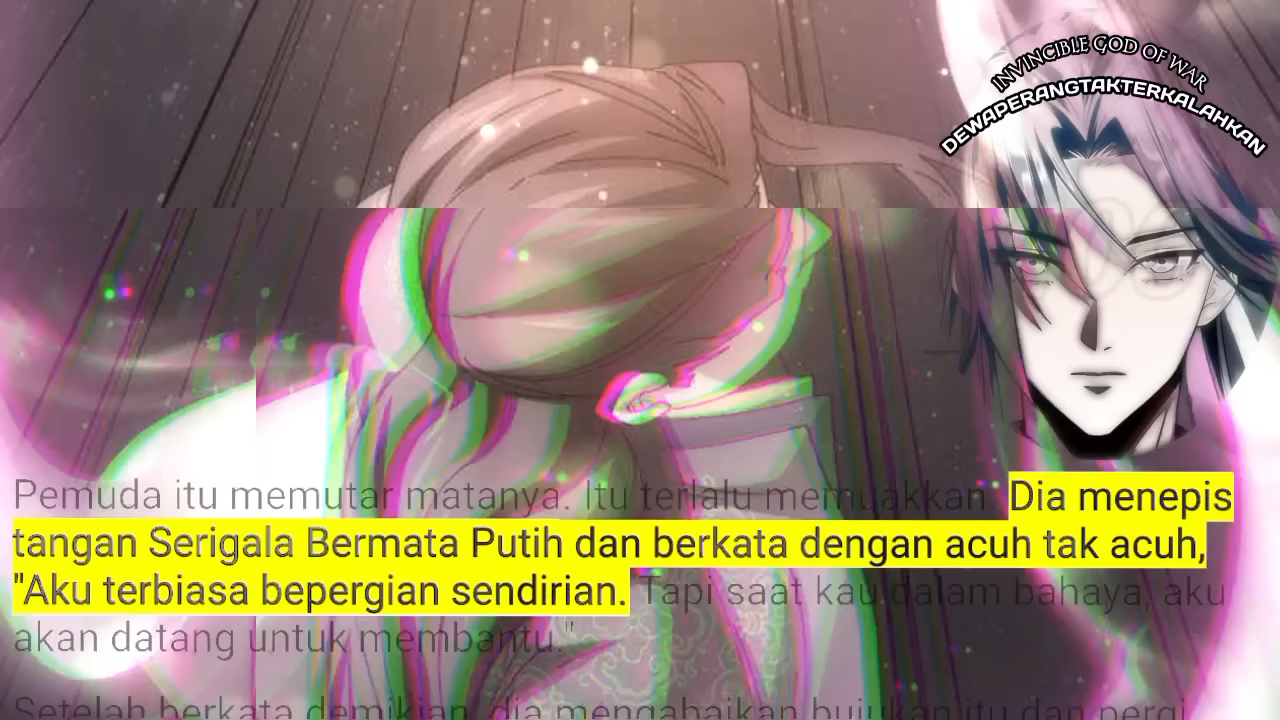 INVINCIBLE GOD OF WAR
DEWAPERANGTAKTERKALAHKAN
Pemuda itu memutar matanya. Itu terlalu memuakkan. Dia menepis
tangan Serigala Bermata Putih dan berkata dengan acuh tak acuh,
"Aku terbiasa bepergian sendirian. Tapi saat kau dalam bahaya, aku
akan datang untuk membantu."
Setelah berkata demikian, dia mengabaikan bujukan itu dan pergi